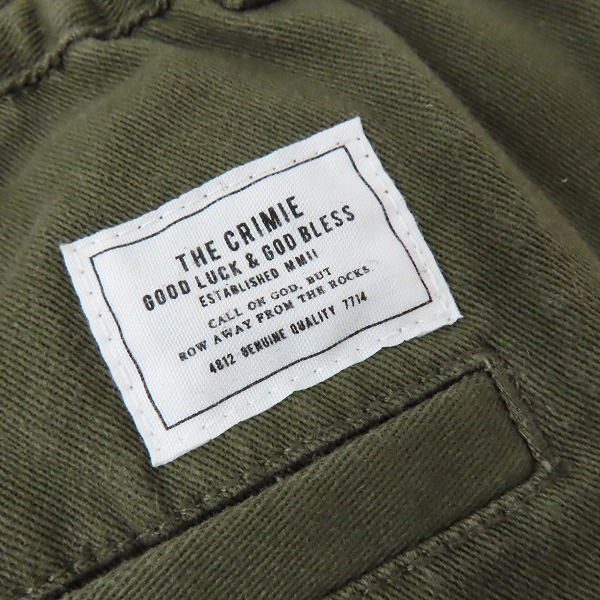 THE CRIMIE
GOOD LUCK & GOD BLESS
ESTABLISHED MMII
CALL ON GOD, BUT
ROW AWAY FROM THE ROCKS
4812 GENUINE QUALITY 7714